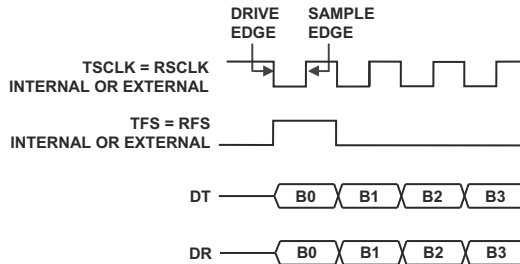 DRIVE EDGE
SAMPLE EDGE
TSCLK = RSCLK
INTERNAL OR EXTERNAL
TFS = RFS
INTERNAL OR EXTERNAL
DT B0 B1 B2 B3
DR B0 B1 B2 B3